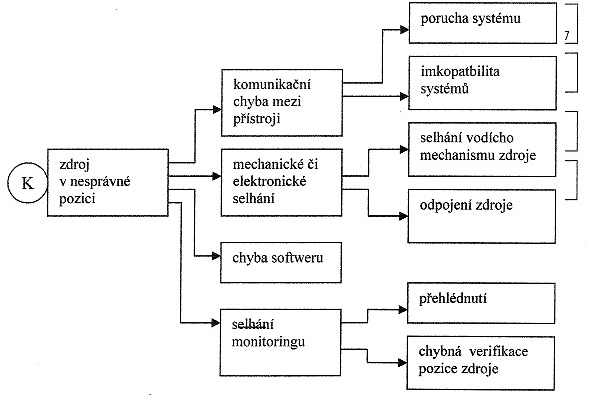 K
zdroj
v nesprávné
pozici
komunikační
chyba mezi
přístroji
mechanické či
elektronické
selhání
chyba softweru
selhání
monitoringu
porucha systému
7
imkopatbilita
systémů
selhání vodícho
mechanismu zdroje
odpojení zdroje
přehlédnutí
chybná verifikace
pozice zdroje